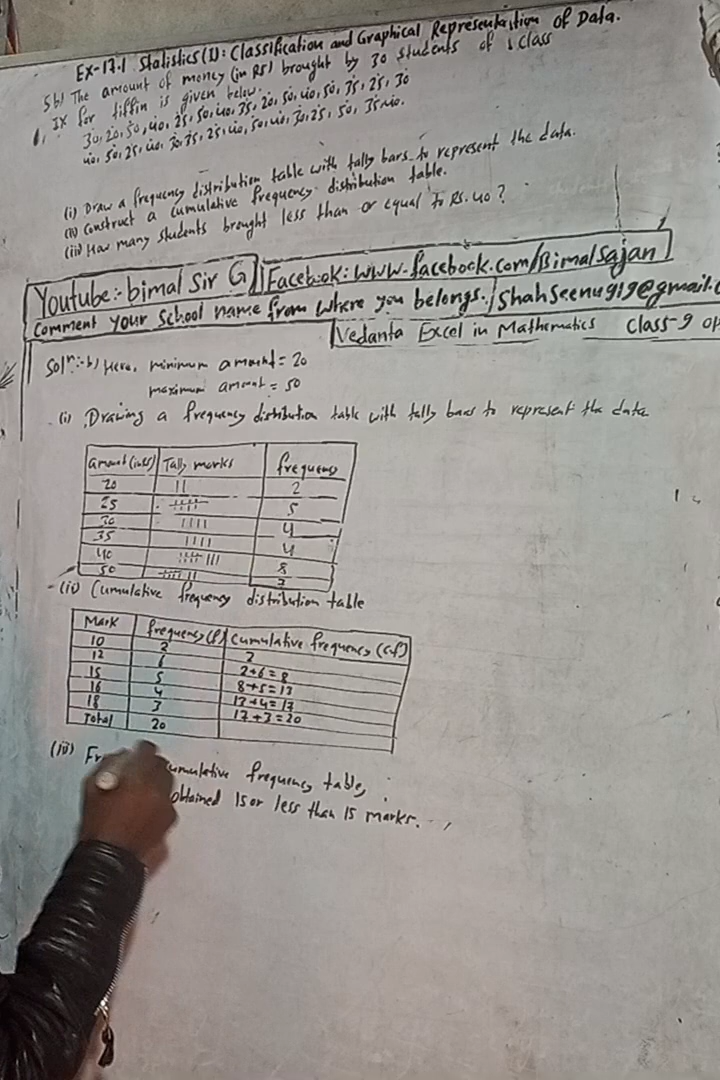 Ex-17.1 Statistics (I): Classification and Graphical Representation of Data.
5b) The amount of money (in RS) brought by 30 students of class
IX for tiffin is given below.
30, 20, 50, 40, 25, 50, 40, 35, 20, 50, 40, 50, 35, 25, 30
40, 50, 25, 40, 30, 35, 25, 40, 50, 40, 30, 25, 50, 35, 40.
(i) Draw a frequency distribution table with tally bars to represent the data.
(ii) Construct a cumulative frequency distribution table.
(iii) How many students brought less than or equal to Rs. 40?
Youtube:- bimal Sir G Facebook: www.facebook.com/Bimalsajan
Comment your School name from where you belongs. / Shahseenu919@gmail.c
Vedanta Excel in Mathematics class-9 op
Solⁿ:- b) Here, minimum amount = 20
maximum amount = 50
(i) Drawing a frequency distribution table with tally bars to represent the data
amount (in RS) Tally marks frequency
20 || 2
25 5
30 |||| 4
35 |||| 4
40 8
50 7
(ii) Cumulative frequency distribution table
Mark frequency (f) Cumulative frequency (cf)
10 2 2
12 6 2+6=8
15 5 8+5=13
16 4 13+4=17
18 3 17+3=20
Total 20
(iii) Fr umulative frequency table,
obtained 15 or less than 15 marks.